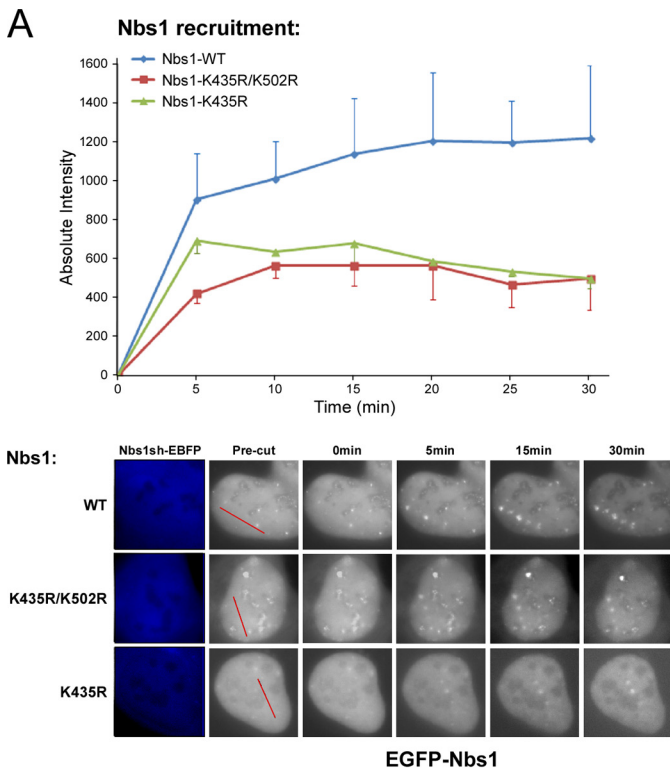 A
Nbs1 recruitment:
Nbs1-WT
Nbs1-K435R/K502R
Nbs1-K435R
Absolute Intensity
1600
1400
1200
1000
800
600
400
200
0
0 5 10 15 20 25 30
Time (min)
Nbs1: Nbs1sh-EBFP Pre-cut 0min 5min 15min 30min
WT
K435R/K502R
K435R
EGFP-Nbs1